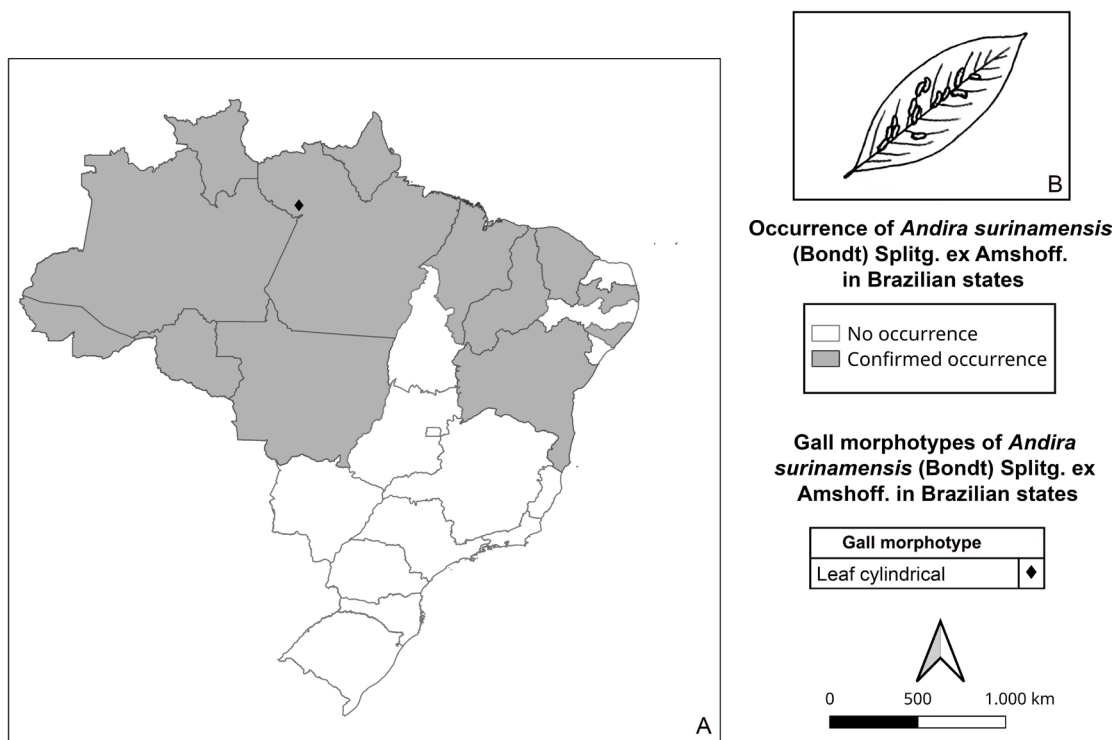 A
B
Occurrence of Andira surinamensis
(Bondt) Splitg. ex Amshoff.
in Brazilian states
No occurrence
Confirmed occurrence
Gall morphotypes of Andira
surinamensis (Bondt) Splitg. ex
Amshoff. in Brazilian states
Gall morphotype
Leaf cylindrical
0 500 1.000 km